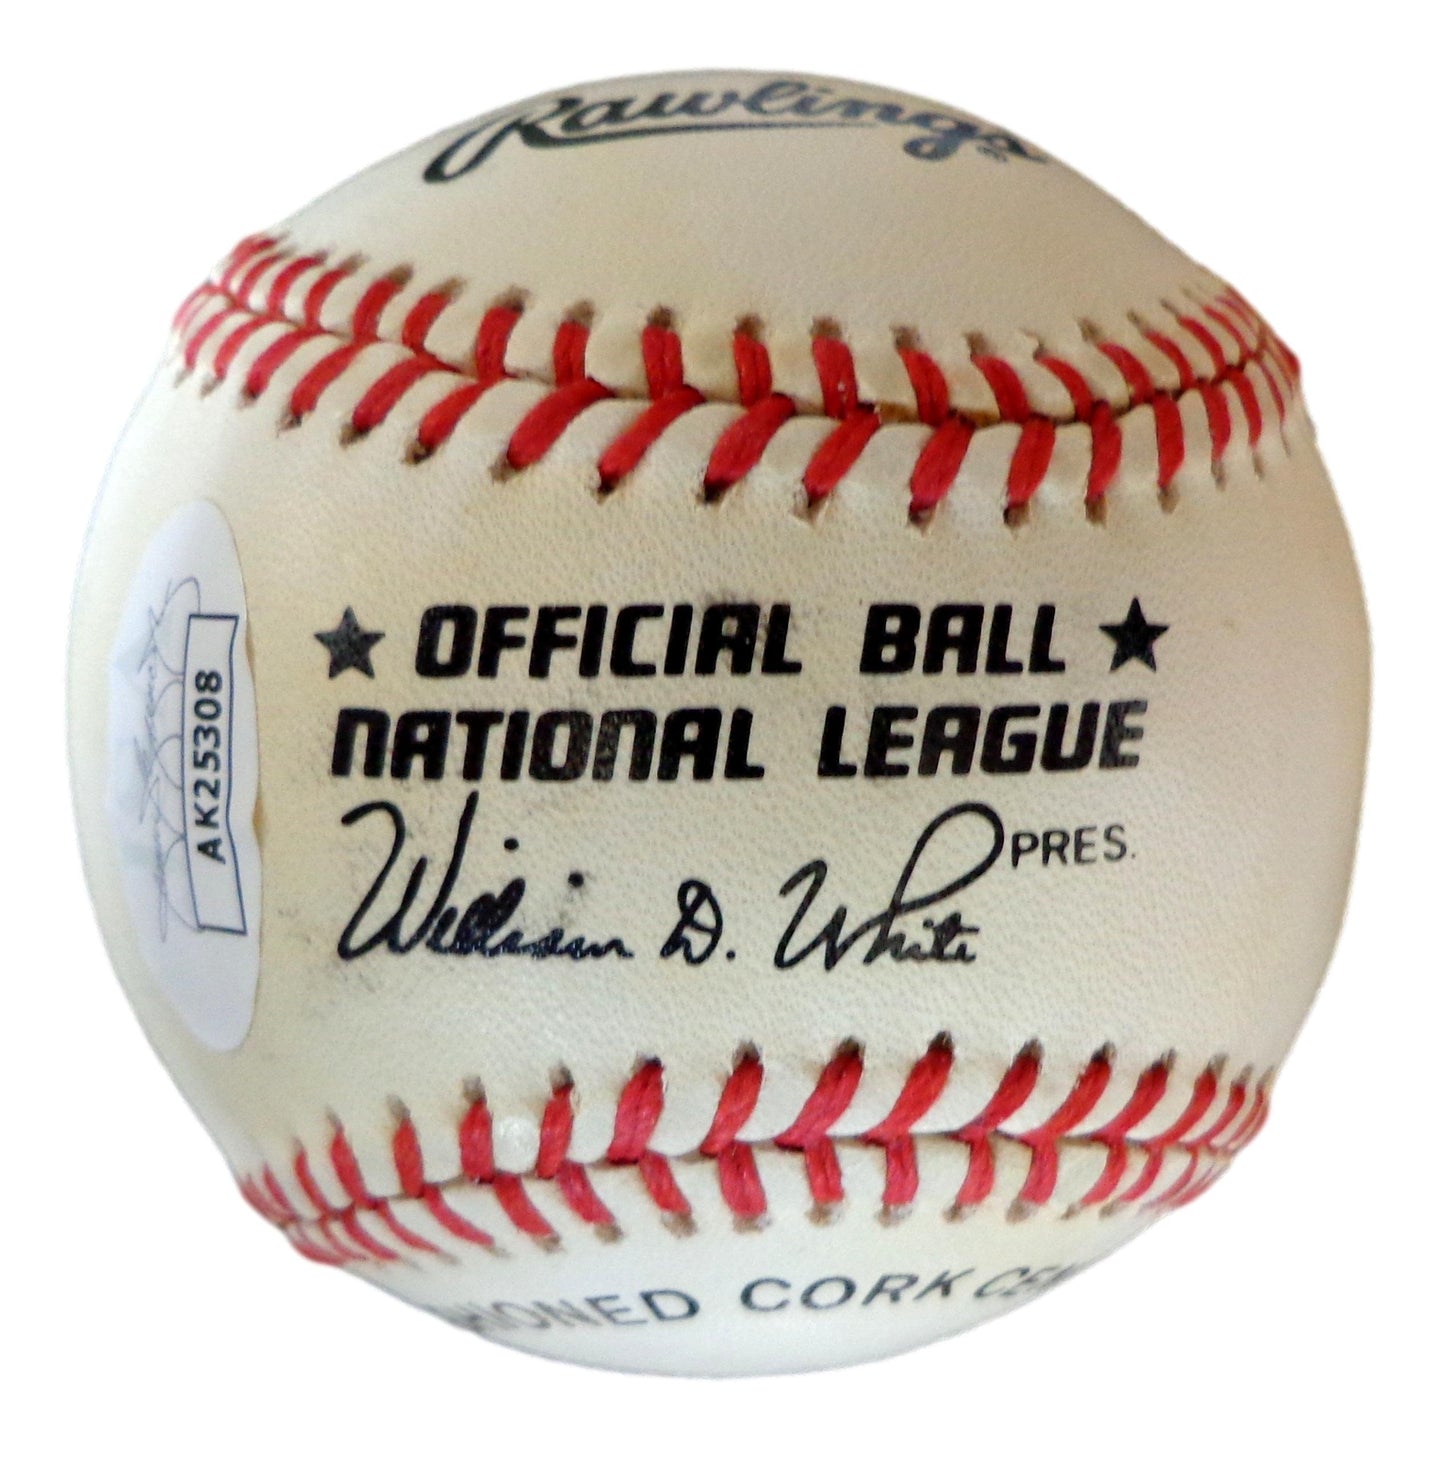 Rawlings
★ OFFICIAL BALL ★
NATIONAL LEAGUE
William D. White PRES.
AK25308
CORK